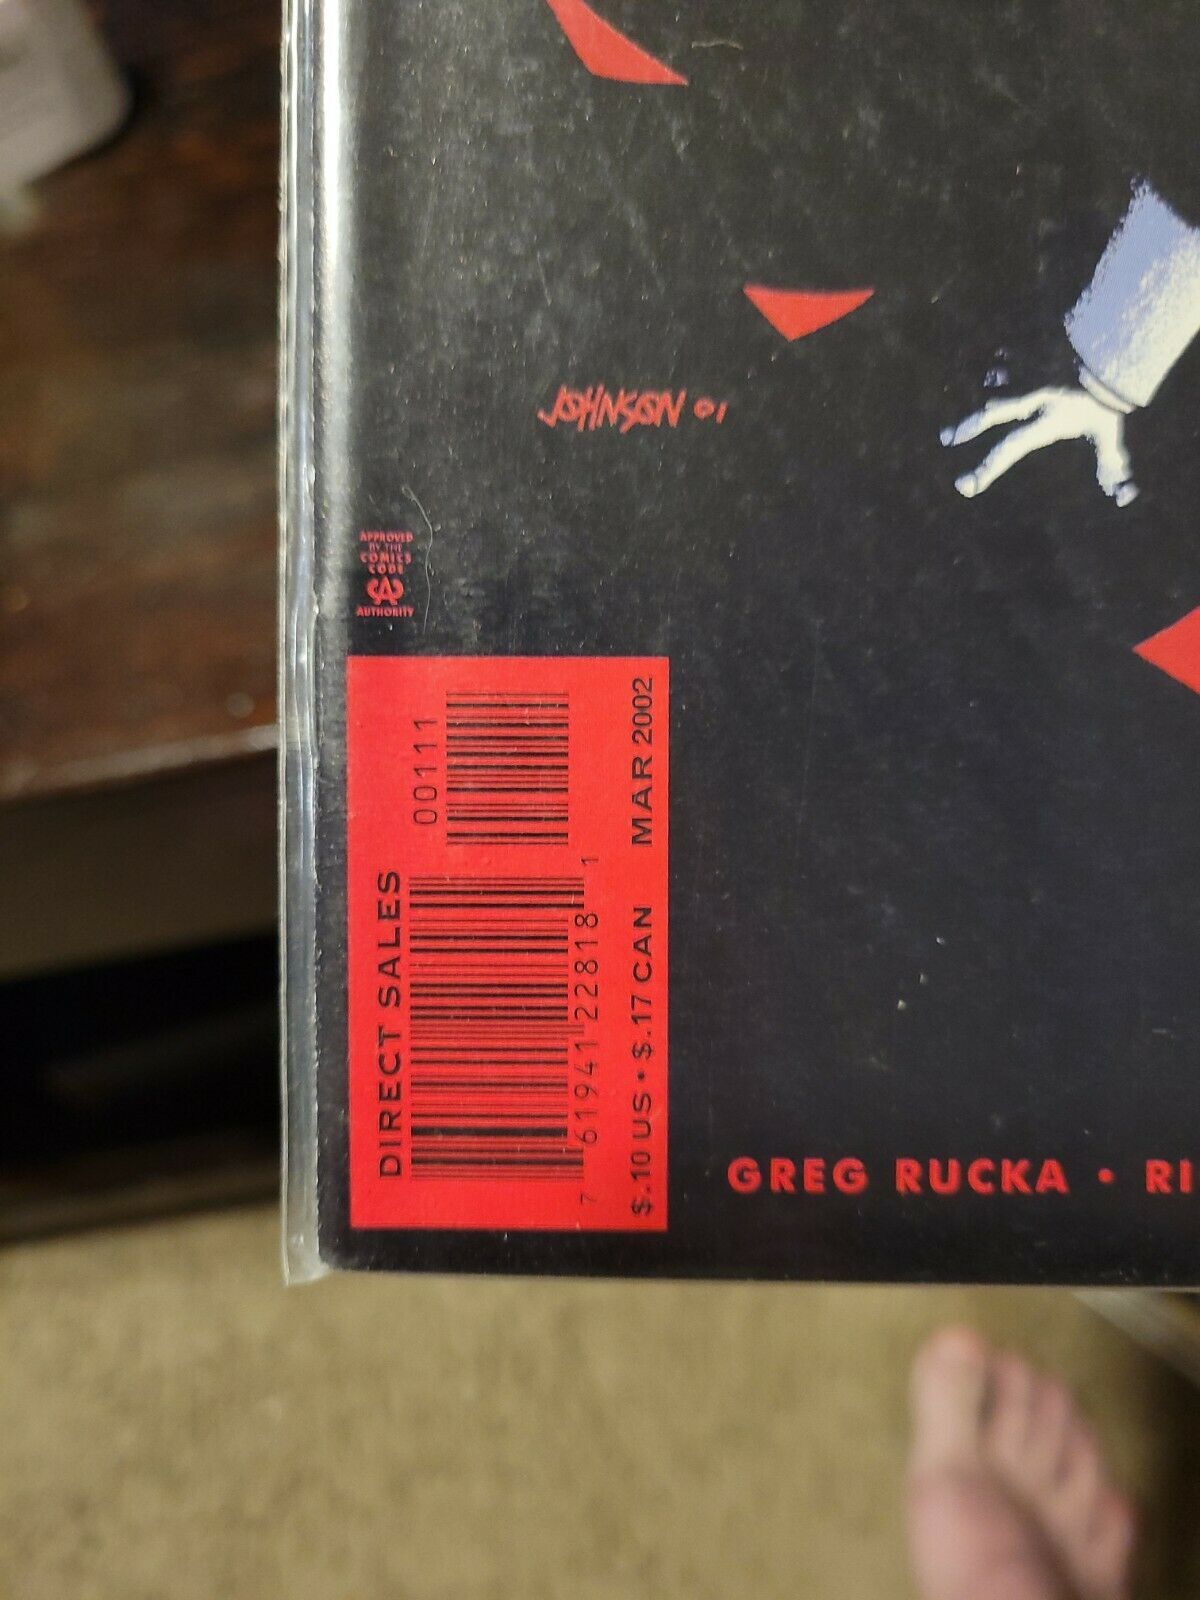 JOHNSON 01
APPROVED
BY THE
COMICS
CODE
CA
AUTHORITY
DIRECT SALES
00111
7 61941 22818 1
$.10 US • $.17 CAN MAR 2002
GREG RUCKA • RI